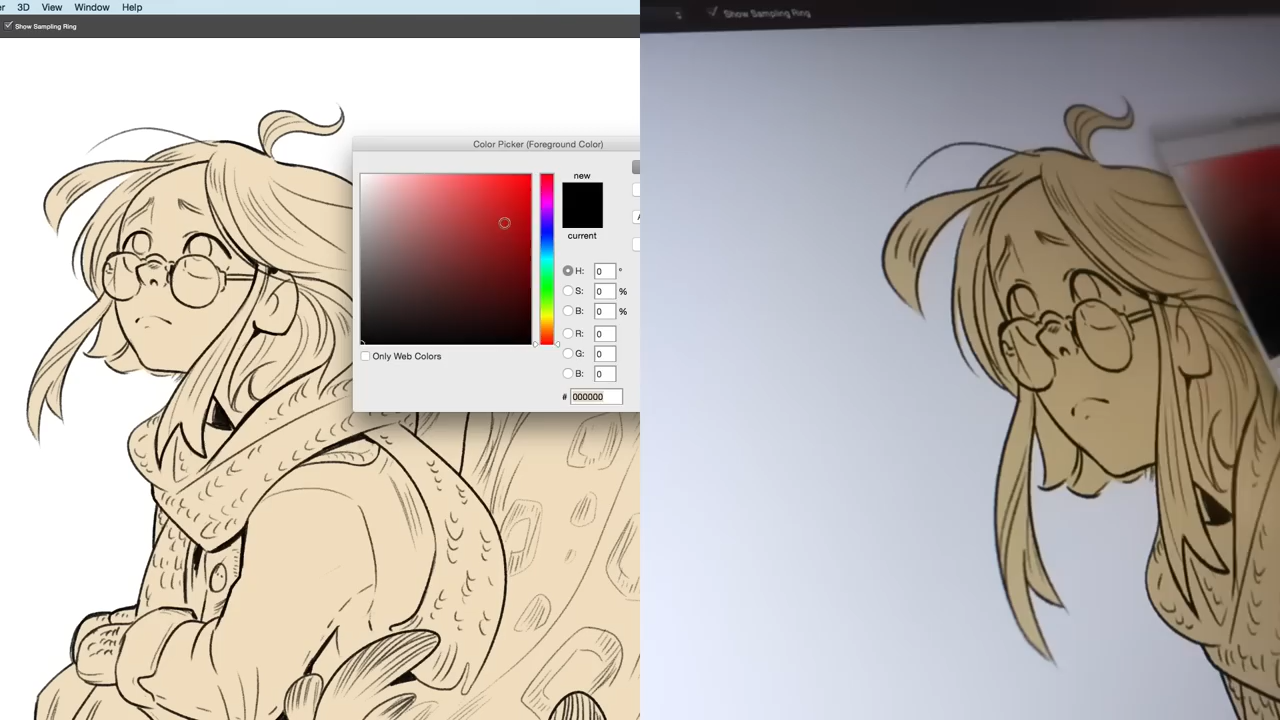 3D View Window Help
Show Sampling Ring
Show Sampling Ring
Color Picker (Foreground Color)
new
current
H: 0 °
S: 0 %
B: 0 %
R: 0
G: 0
B: 0
# 000000
Only Web Colors